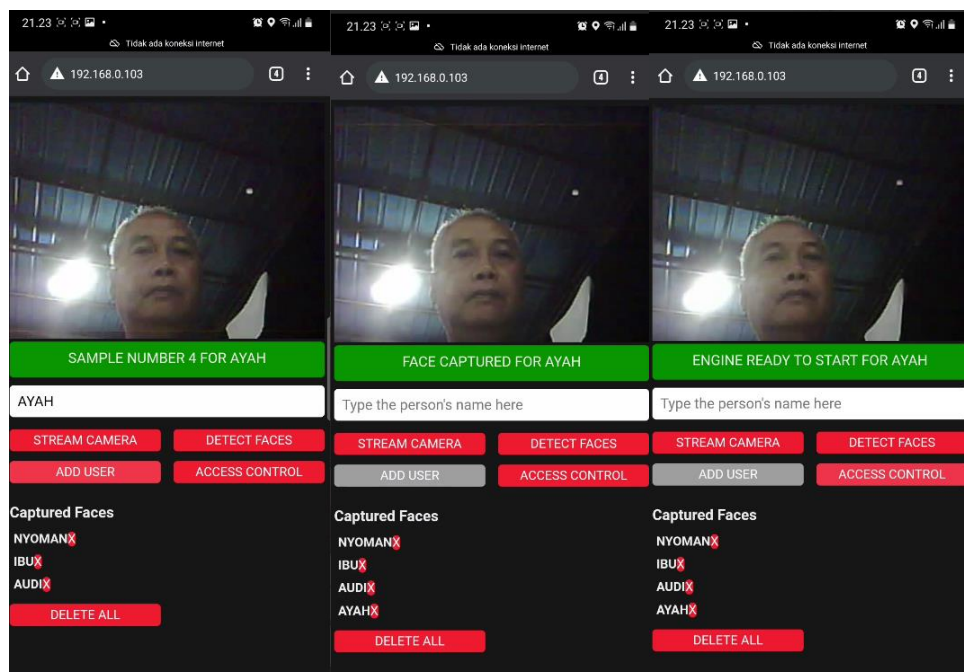 21.23
Tidak ada koneksi internet
192.168.0.103
4
SAMPLE NUMBER 4 FOR AYAH
AYAH
STREAM CAMERA
DETECT FACES
ADD USER
ACCESS CONTROL
Captured Faces
NYOMANX
IBUX
AUDIX
DELETE ALL
21.23
Tidak ada koneksi internet
192.168.0.103
4
FACE CAPTURED FOR AYAH
Type the person's name here
STREAM CAMERA
DETECT FACES
ADD USER
ACCESS CONTROL
Captured Faces
NYOMANX
IBUX
AUDIX
AYAHX
DELETE ALL
21.23
Tidak ada koneksi internet
192.168.0.103
4
ENGINE READY TO START FOR AYAH
Type the person's name here
STREAM CAMERA
DETECT FACES
ADD USER
ACCESS CONTROL
Captured Faces
NYOMANX
IBUX
AUDIX
AYAHX
DELETE ALL